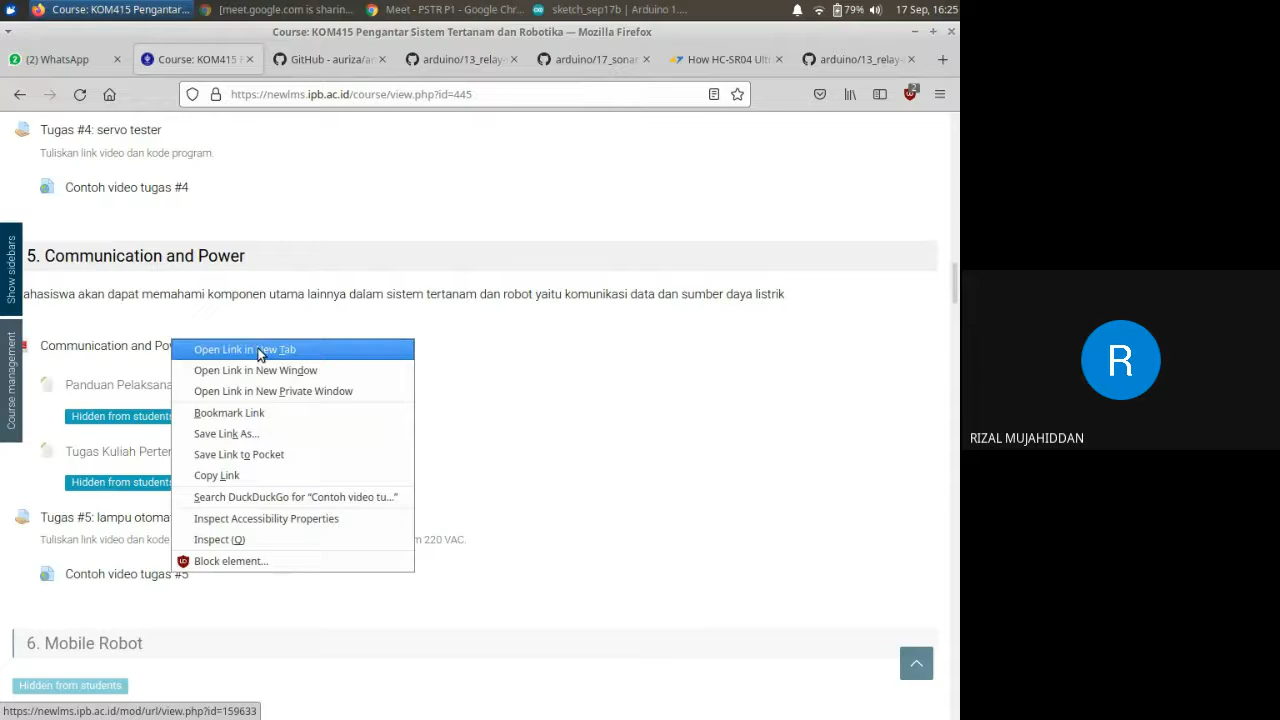 Course: KOM415 Pengantar...
[meet.google.com is sharin...
Meet - PSTR P1 - Google Chr...
sketch_sep17b | Arduino 1....
79%
17 Sep, 16:25
Course: KOM415 Pengantar Sistem Tertanam dan Robotika — Mozilla Firefox
(2) WhatsApp
Course: KOM415
GitHub - auriza/ar
arduino/13_relay-
arduino/17_sonar
How HC-SR04 Ult
arduino/13_relay-
https://newlms.ipb.ac.id/course/view.php?id=445
2
Tugas #4: servo tester
Tuliskan link video dan kode program.
Contoh video tugas #4
Show sidebars
Course management
5. Communication and Power
ahasiswa akan dapat memahami komponen utama lainnya dalam sistem tertanam dan robot yaitu komunikasi data dan sumber daya listrik
Communication and Pow
Panduan Pelaksana
Hidden from students
Tugas Kuliah Perter
Hidden from students
Tugas #5: lampu otomat
Tuliskan link video dan kode
m 220 VAC.
Contoh video tugas #5
Open Link in New Tab
Open Link in New Window
Open Link in New Private Window
Bookmark Link
Save Link As...
Save Link to Pocket
Copy Link
Search DuckDuckGo for “Contoh video tu...”
Inspect Accessibility Properties
Inspect (Q)
Block element...
6. Mobile Robot
Hidden from students
https://newlms.ipb.ac.id/mod/url/view.php?id=159633
R
RIZAL MUJAHIDDAN